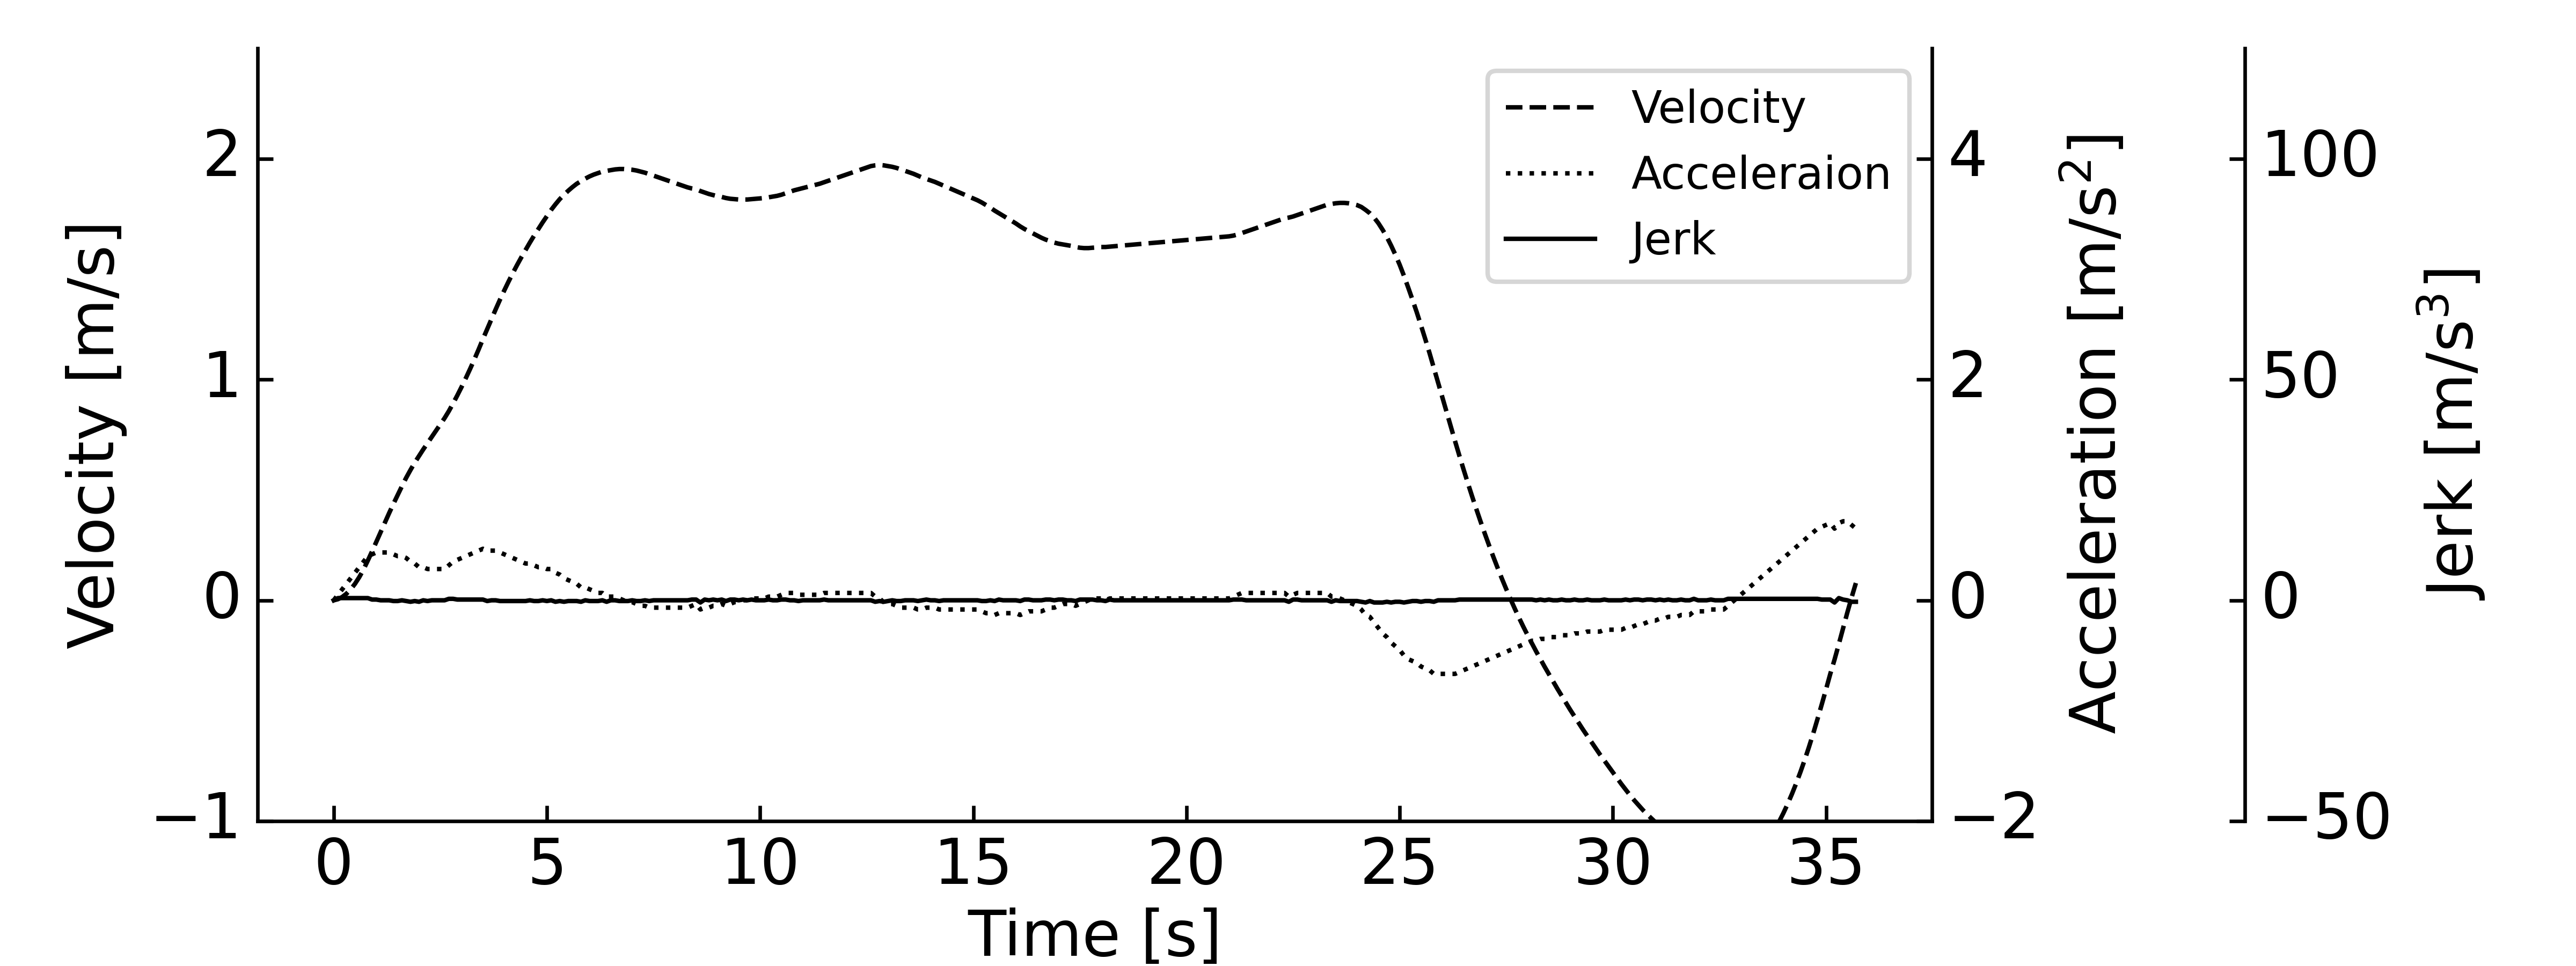 Velocity [m/s]
2
1
0
−1
0 5 10 15 20 25 30 35
Time [s]
Velocity
Acceleraion
Jerk
4
2
0
−2
Acceleration [m/s²]
100
50
0
−50
Jerk [m/s³]